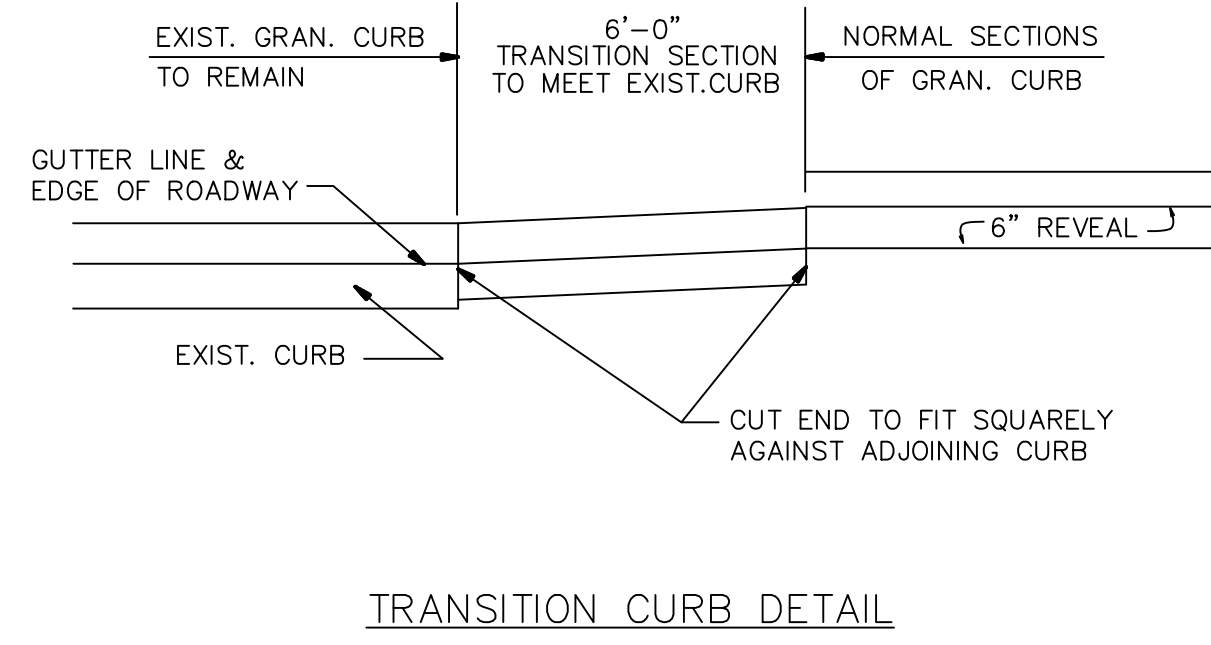 EXIST. GRAN. CURB
TO REMAIN
6'-0"
TRANSITION SECTION
TO MEET EXIST.CURB
NORMAL SECTIONS
OF GRAN. CURB
GUTTER LINE &
EDGE OF ROADWAY
6" REVEAL
EXIST. CURB
CUT END TO FIT SQUARELY
AGAINST ADJOINING CURB
TRANSITION CURB DETAIL